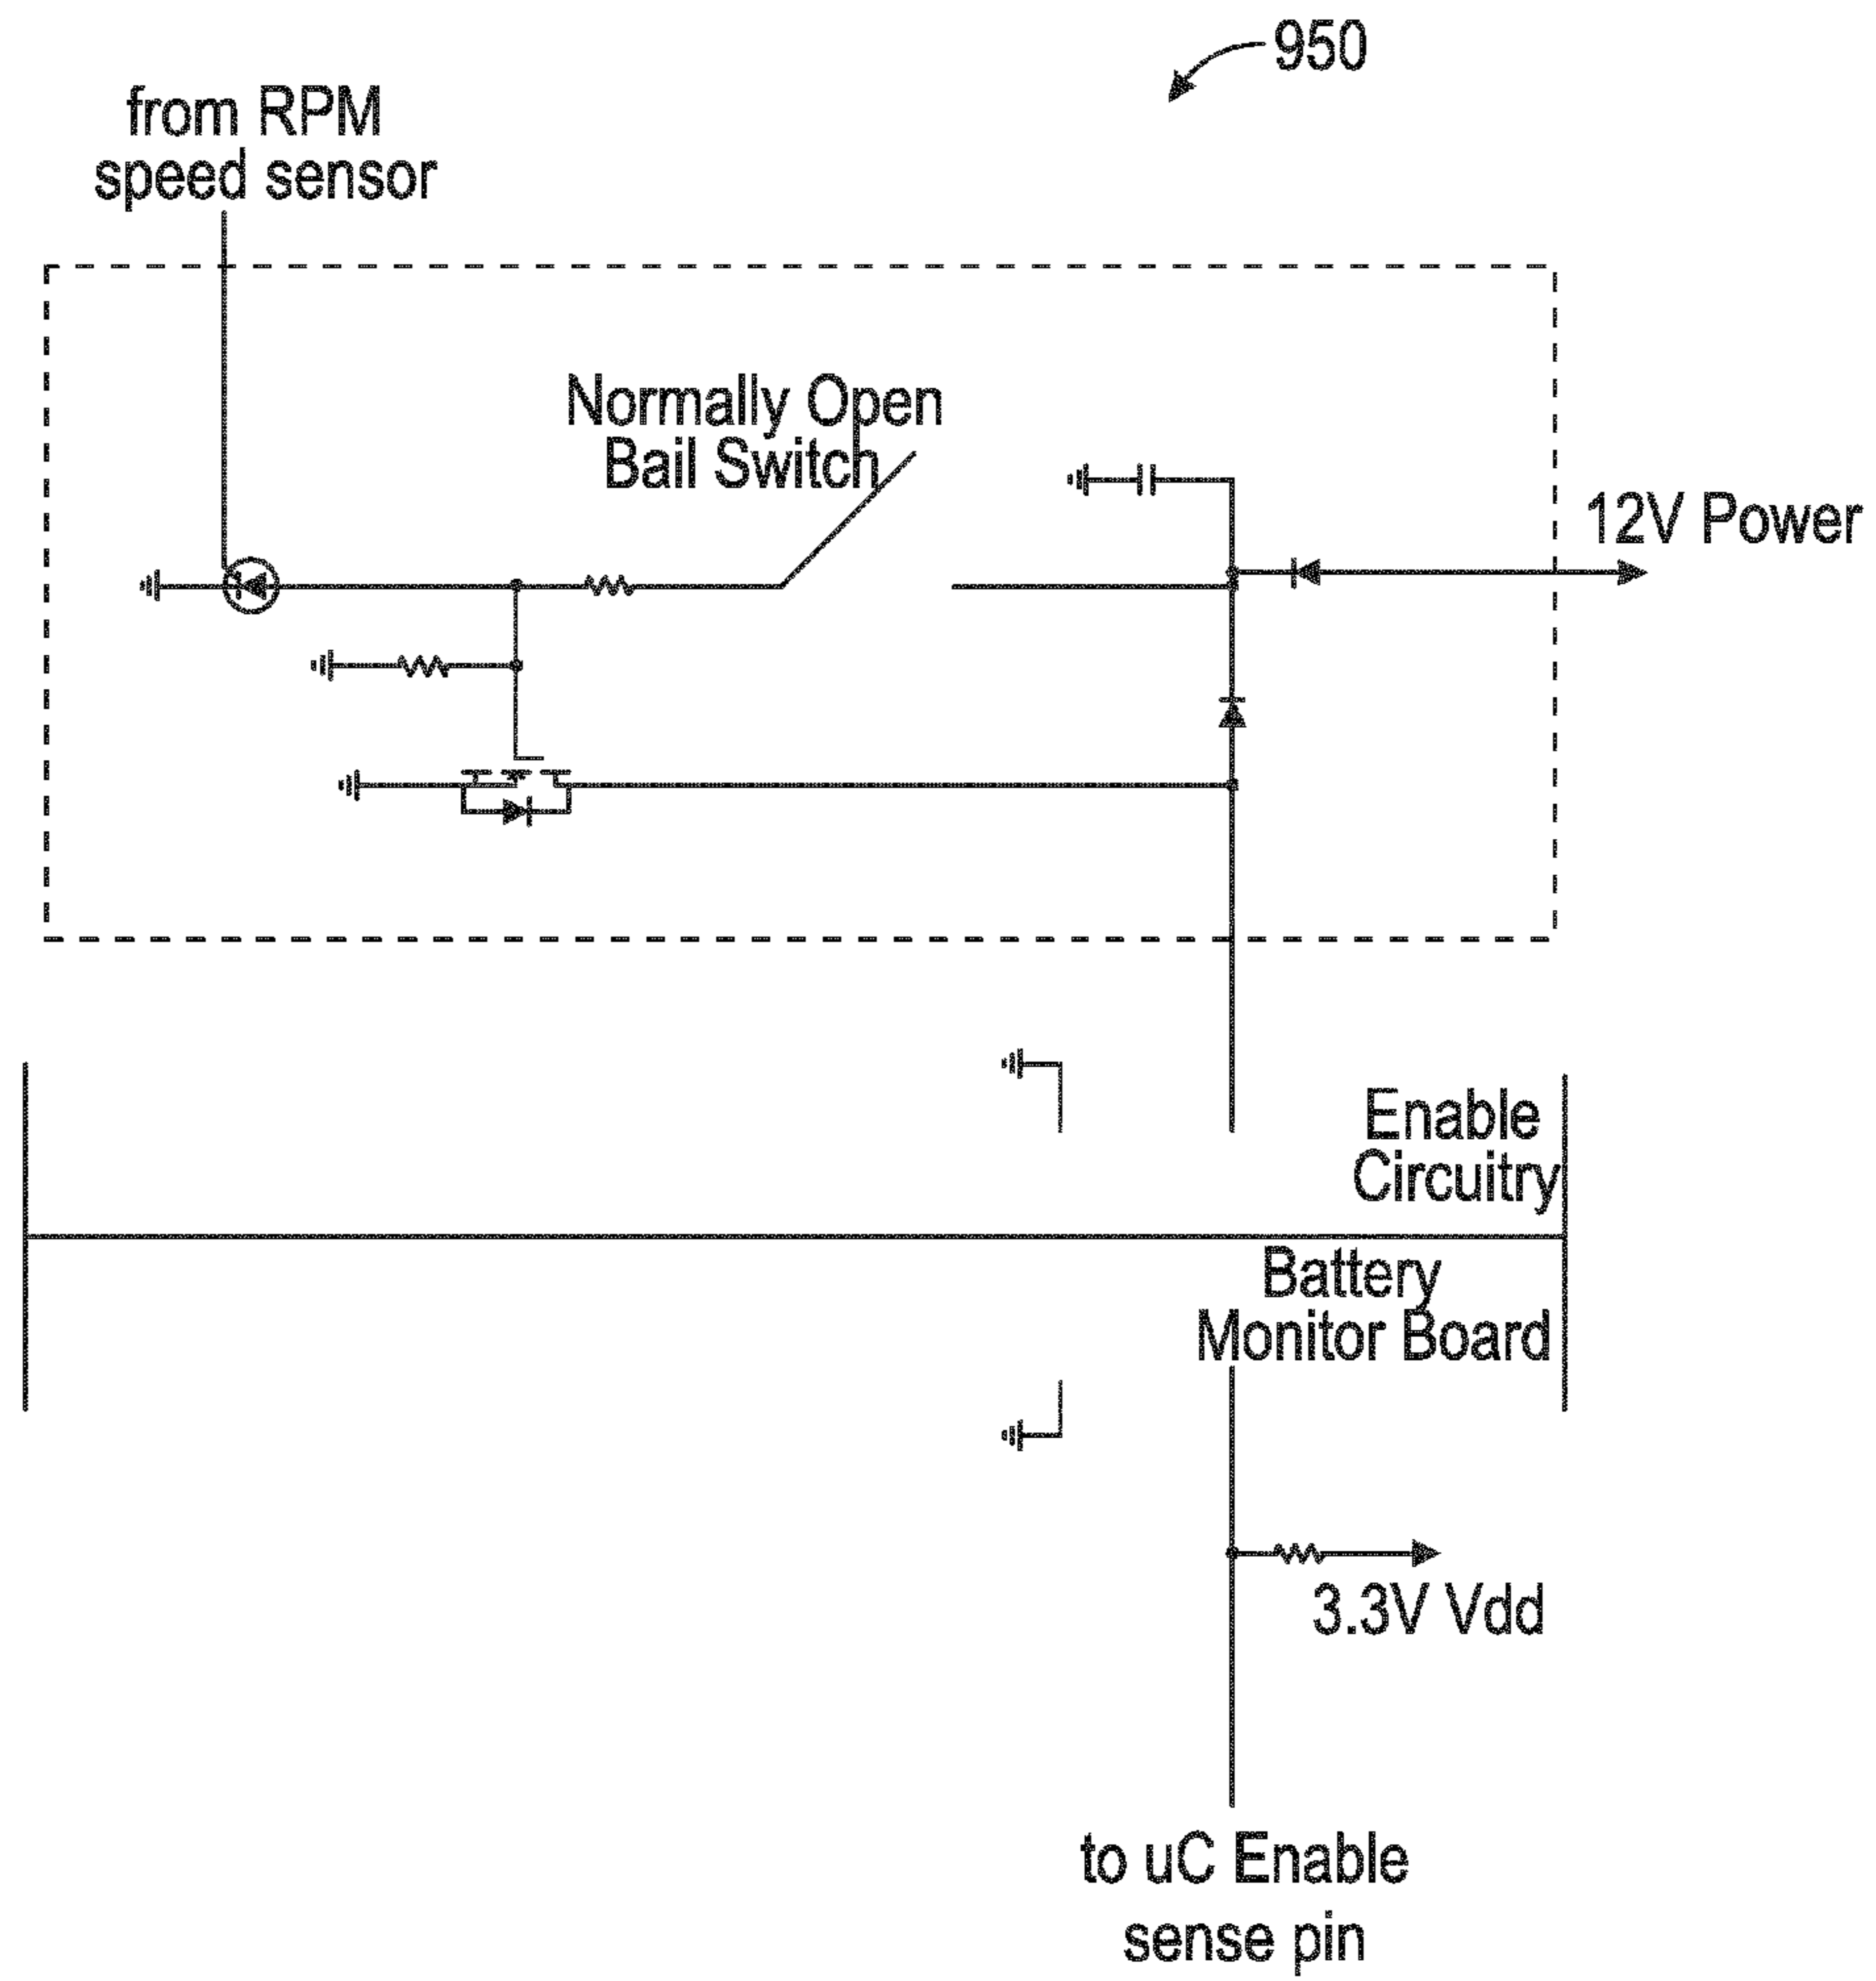 950
from RPM
speed sensor
Normally Open
Bail Switch
12V Power
Enable
Circuitry
Battery
Monitor Board
3.3V Vdd
to uC Enable
sense pin